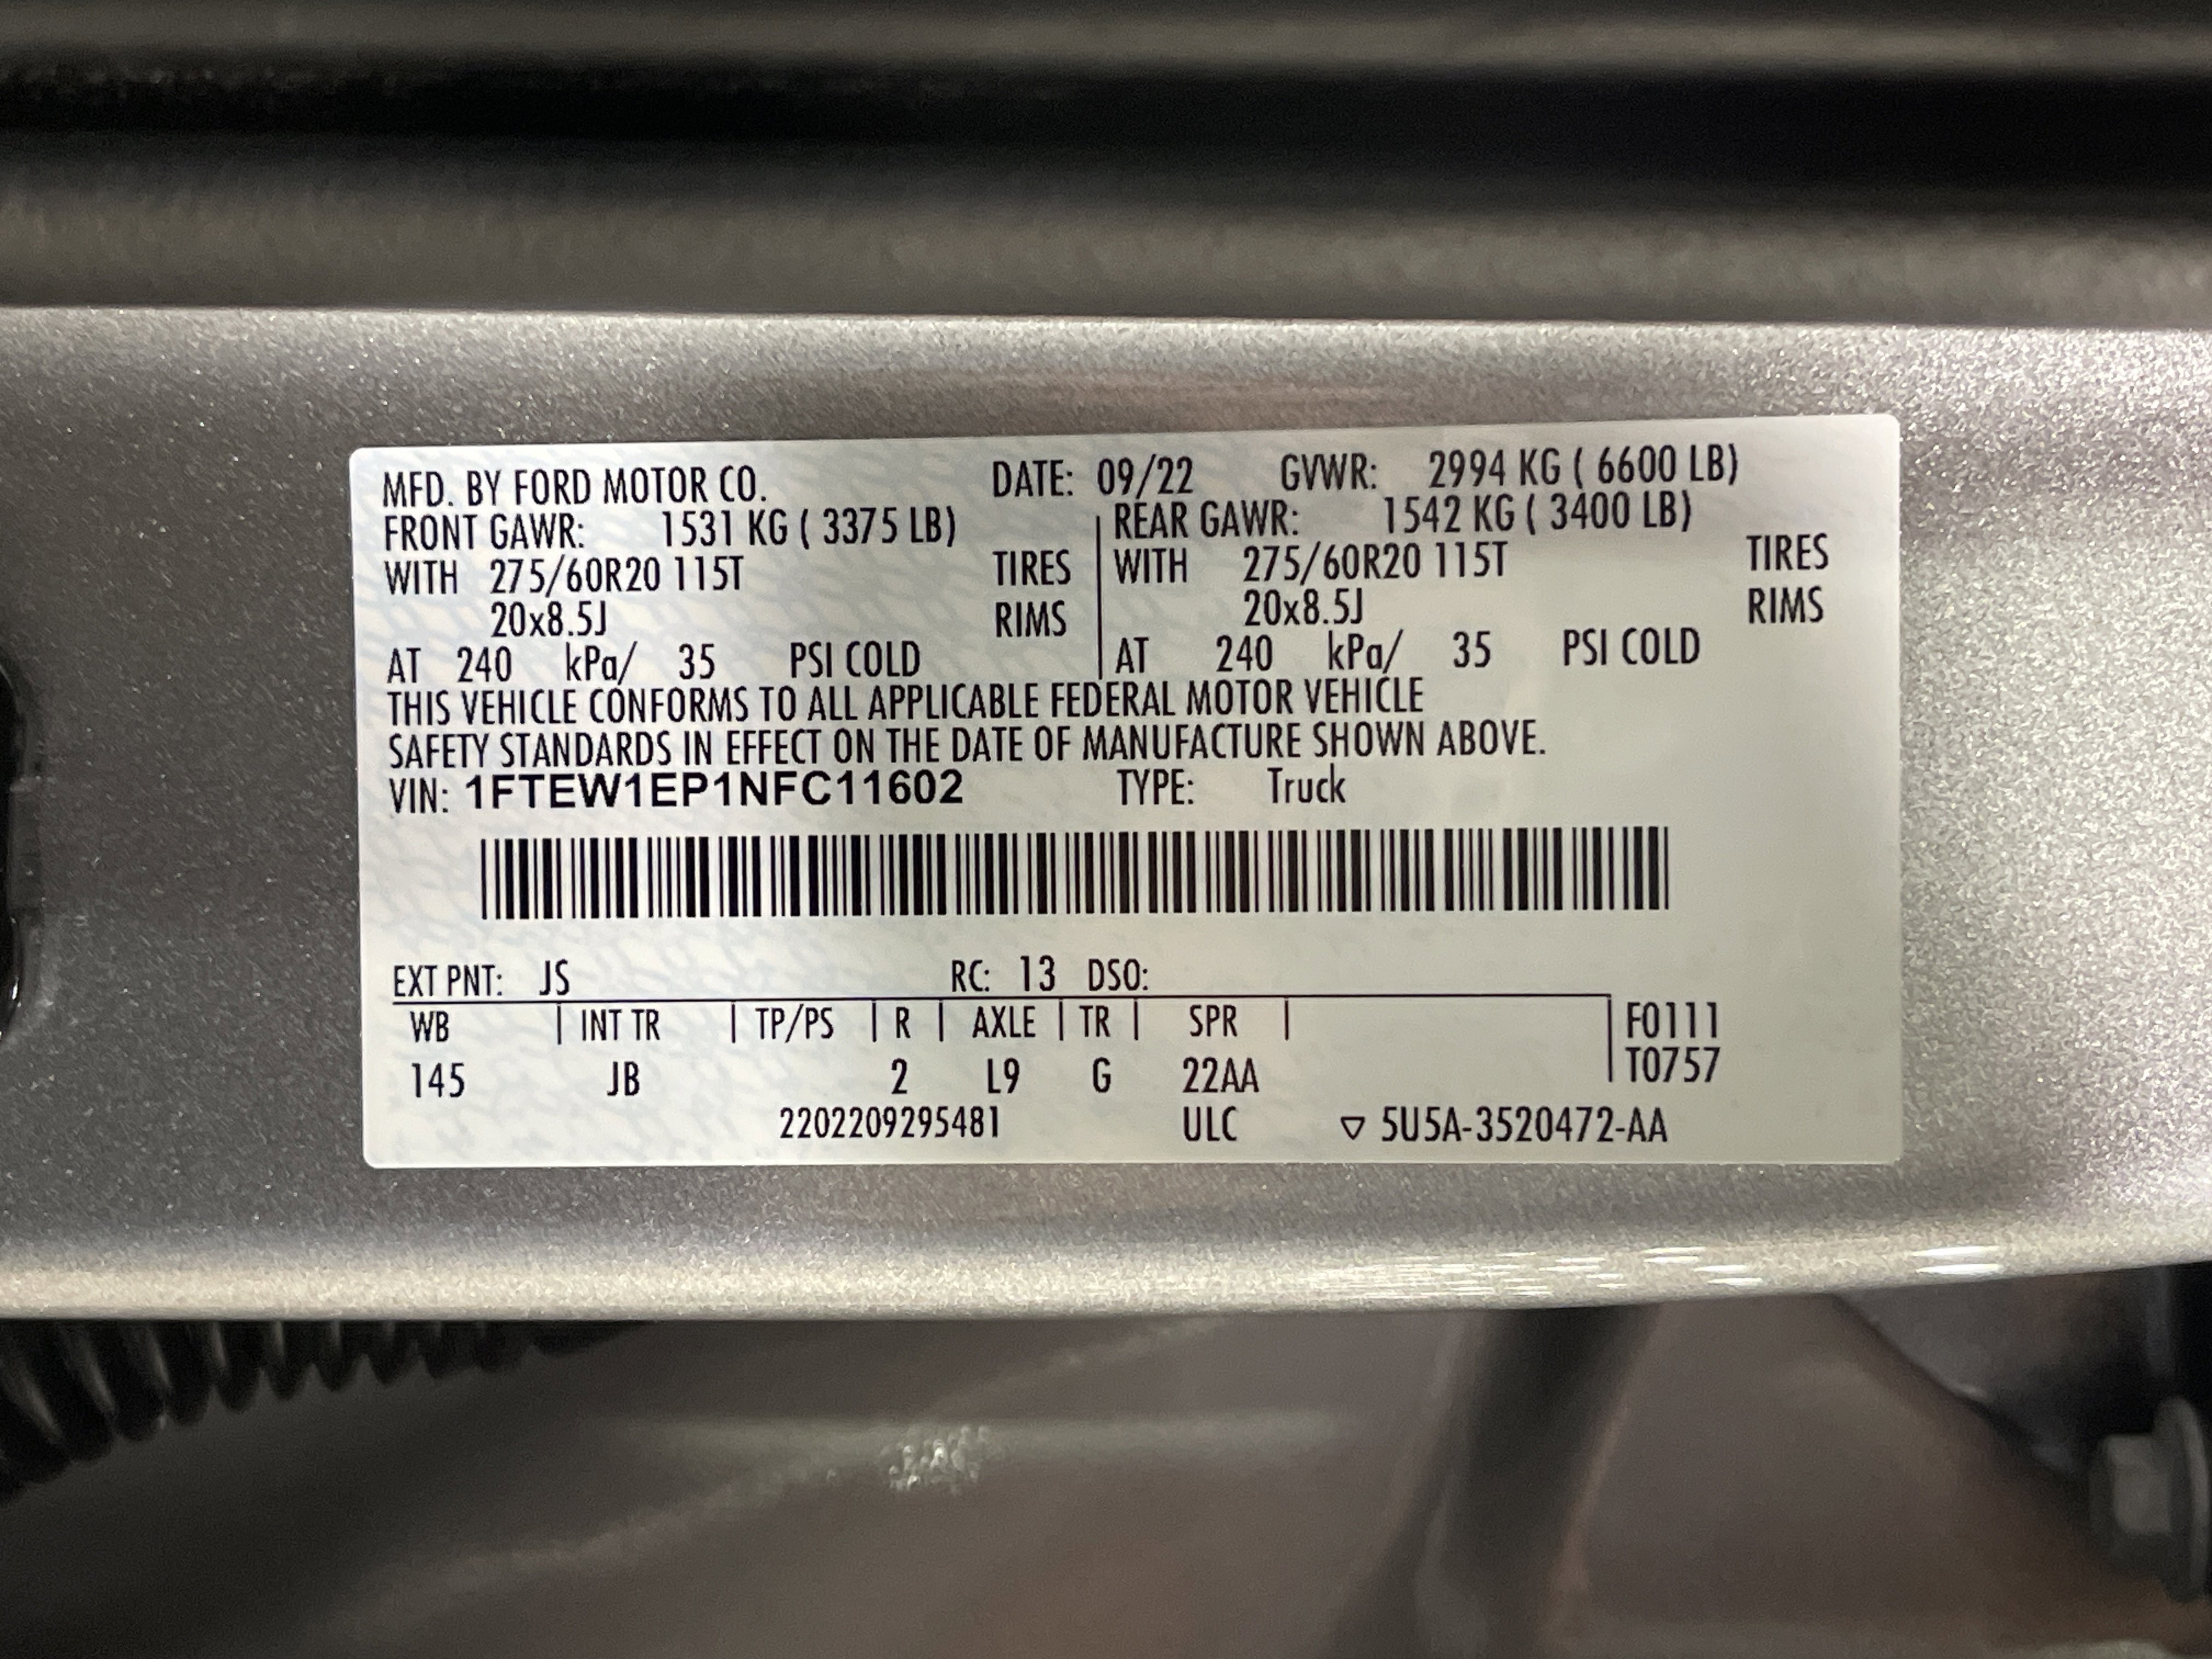 MFD. BY FORD MOTOR CO. DATE: 09/22 GVWR: 2994 KG ( 6600 LB)
FRONT GAWR: 1531 KG ( 3375 LB) REAR GAWR: 1542 KG ( 3400 LB)
WITH 275/60R20 115T TIRES WITH 275/60R20 115T TIRES
20x8.5J RIMS 20x8.5J RIMS
AT 240 kPa/ 35 PSI COLD AT 240 kPa/ 35 PSI COLD
THIS VEHICLE CONFORMS TO ALL APPLICABLE FEDERAL MOTOR VEHICLE
SAFETY STANDARDS IN EFFECT ON THE DATE OF MANUFACTURE SHOWN ABOVE.
VIN: 1FTEW1EP1NFC11602 TYPE: Truck
EXT PNT: JS RC: 13 DSO:
WB | INT TR | TP/PS | R | AXLE | TR | SPR | F0111
T0757
145 JB 2 L9 G 22AA
2202209295481 ULC ▽ 5U5A-3520472-AA